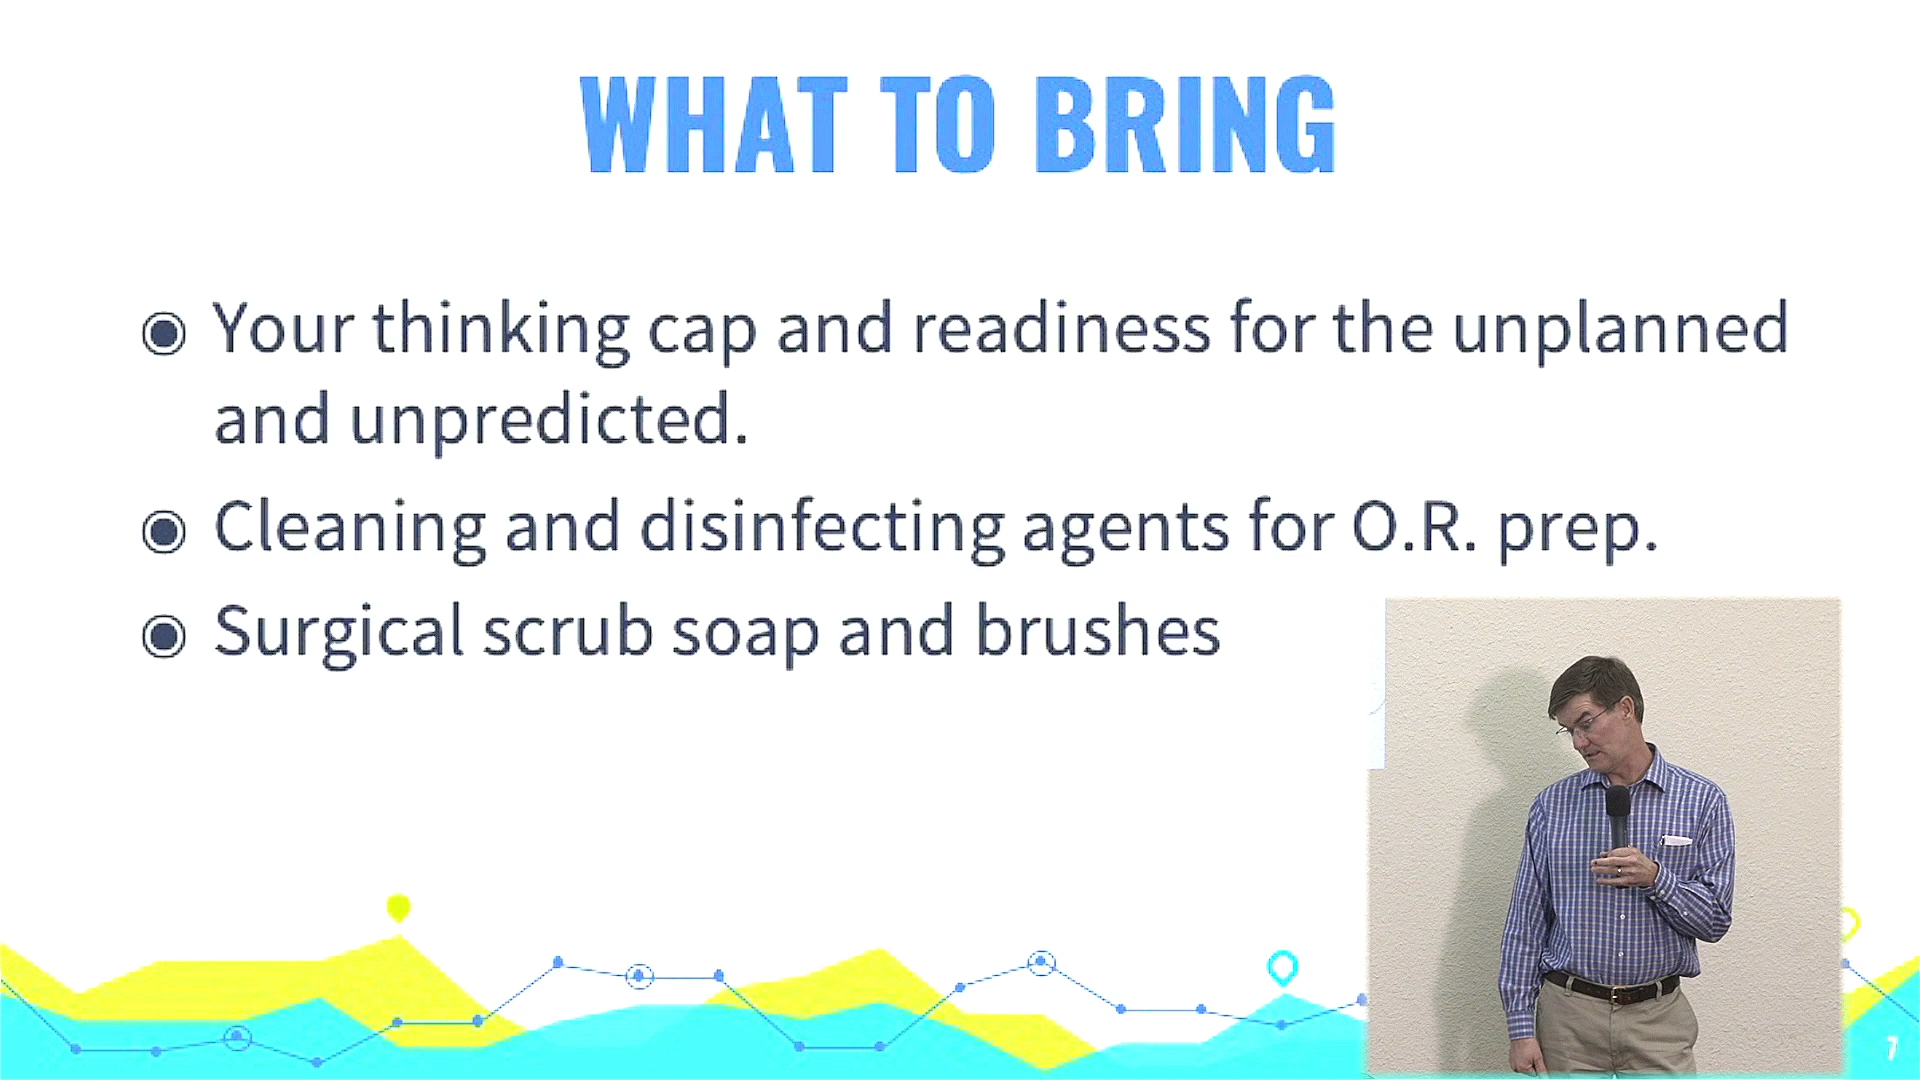 WHAT TO BRING
Your thinking cap and readiness for the unplanned
and unpredicted.
Cleaning and disinfecting agents for O.R. prep.
Surgical scrub soap and brushes
7